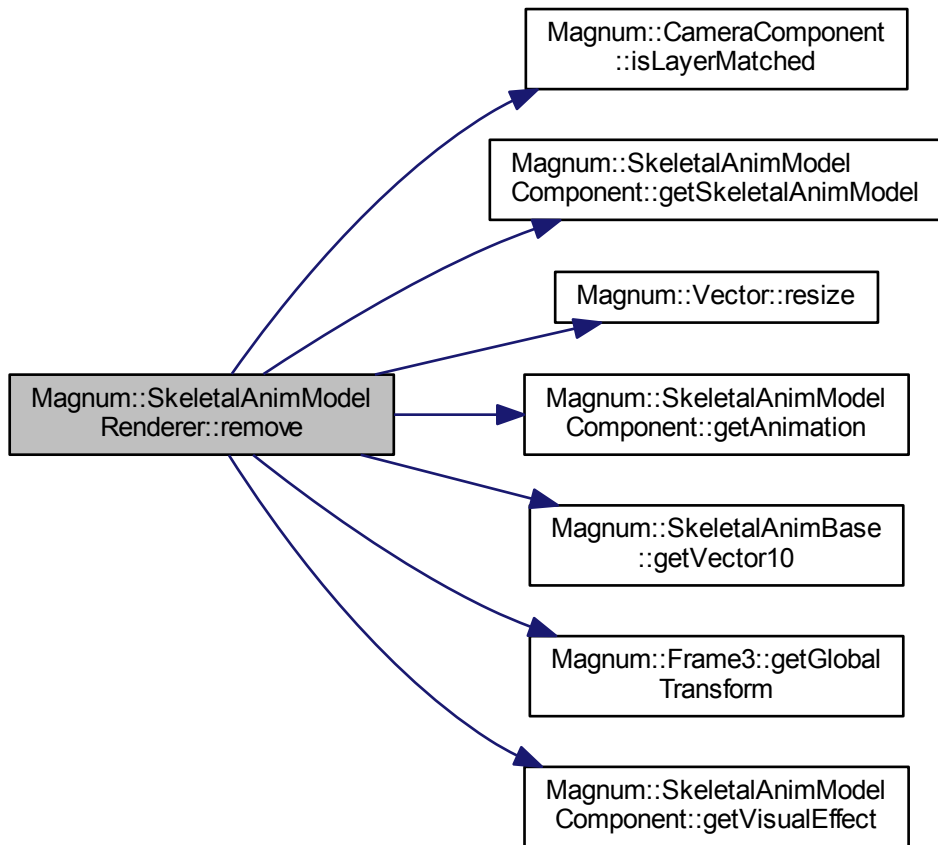 Magnum::CameraComponent
::isLayerMatched
Magnum::SkeletalAnimModel
Component::getSkeletalAnimModel
Magnum::Vector::resize
Magnum::SkeletalAnimModel
Renderer::remove
Magnum::SkeletalAnimModel
Component::getAnimation
Magnum::SkeletalAnimBase
::getVector10
Magnum::Frame3::getGlobal
Transform
Magnum::SkeletalAnimModel
Component::getVisualEffect